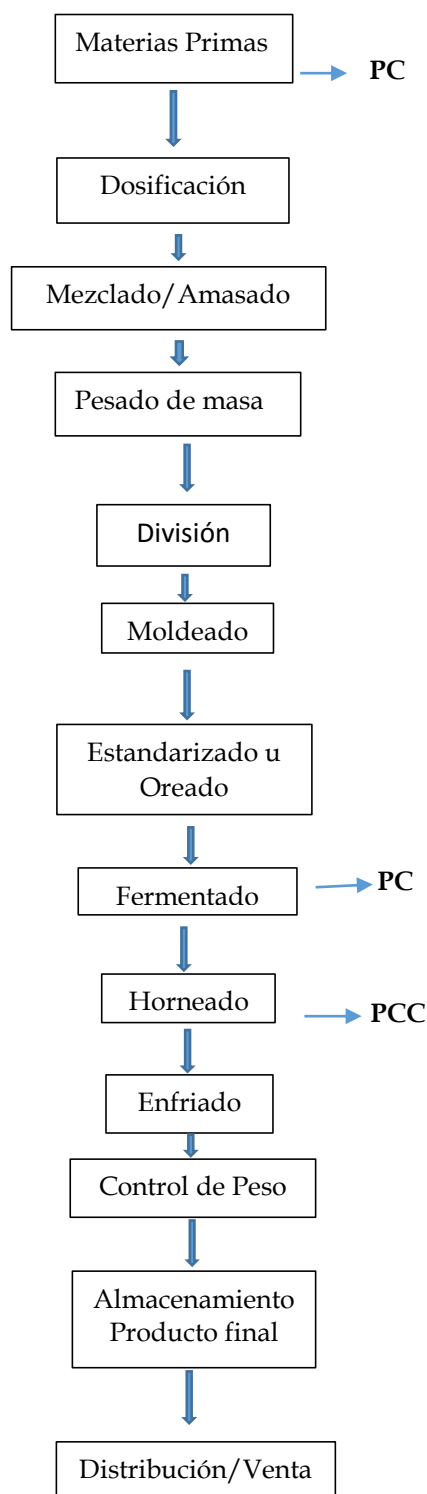 Materias Primas
PC
Dosificación
Mezclado/Amasado
Pesado de masa
División
Moldeado
Estandarizado u
Oreado
Fermentado
PC
Horneado
PCC
Enfriado
Control de Peso
Almacenamiento
Producto final
Distribución/Venta